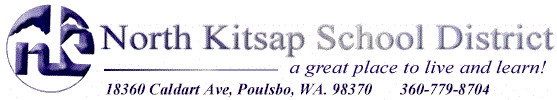 nk
North Kitsap School District
a great place to live and learn!
18360 Caldart Ave, Poulsbo, WA. 98370 360-779-8704